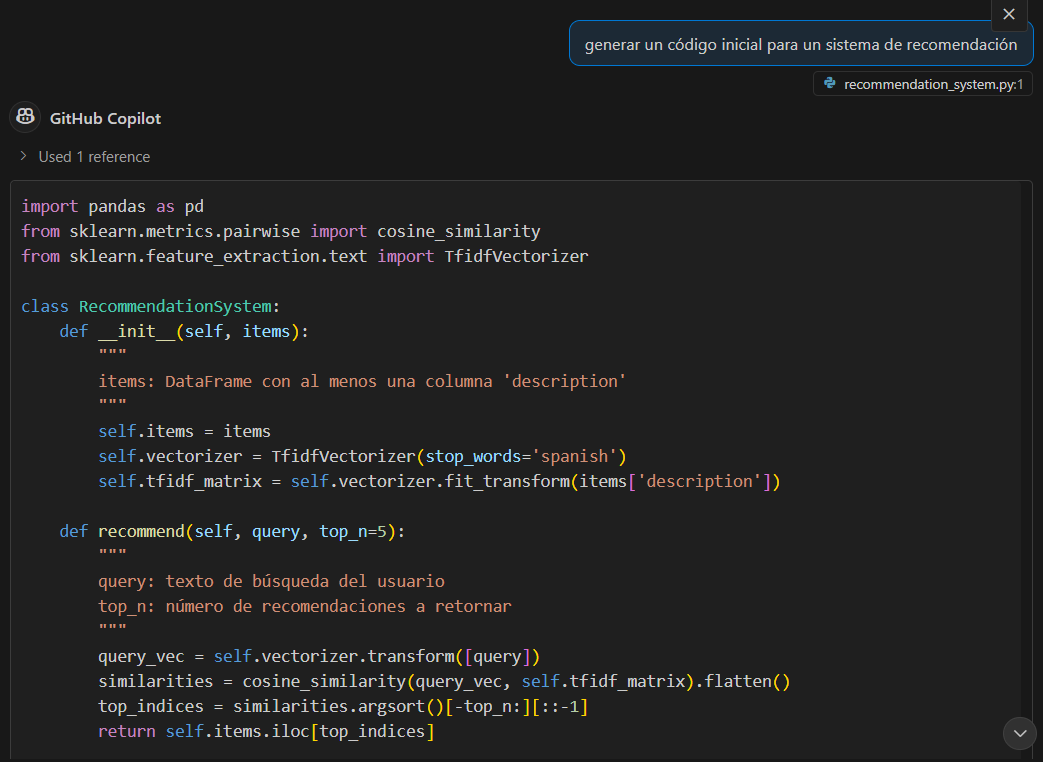 generar un código inicial para un sistema de recomendación
recommendation_system.py:1
GitHub Copilot
Used 1 reference
import pandas as pd
from sklearn.metrics.pairwise import cosine_similarity
from sklearn.feature_extraction.text import TfidfVectorizer
class RecommendationSystem:
    def __init__(self, items):
        """
        items: DataFrame con al menos una columna 'description'
        """
        self.items = items
        self.vectorizer = TfidfVectorizer(stop_words='spanish')
        self.tfidf_matrix = self.vectorizer.fit_transform(items['description'])
    def recommend(self, query, top_n=5):
        """
        query: texto de búsqueda del usuario
        top_n: número de recomendaciones a retornar
        """
        query_vec = self.vectorizer.transform([query])
        similarities = cosine_similarity(query_vec, self.tfidf_matrix).flatten()
        top_indices = similarities.argsort()[-top_n:][::-1]
        return self.items.iloc[top_indices]